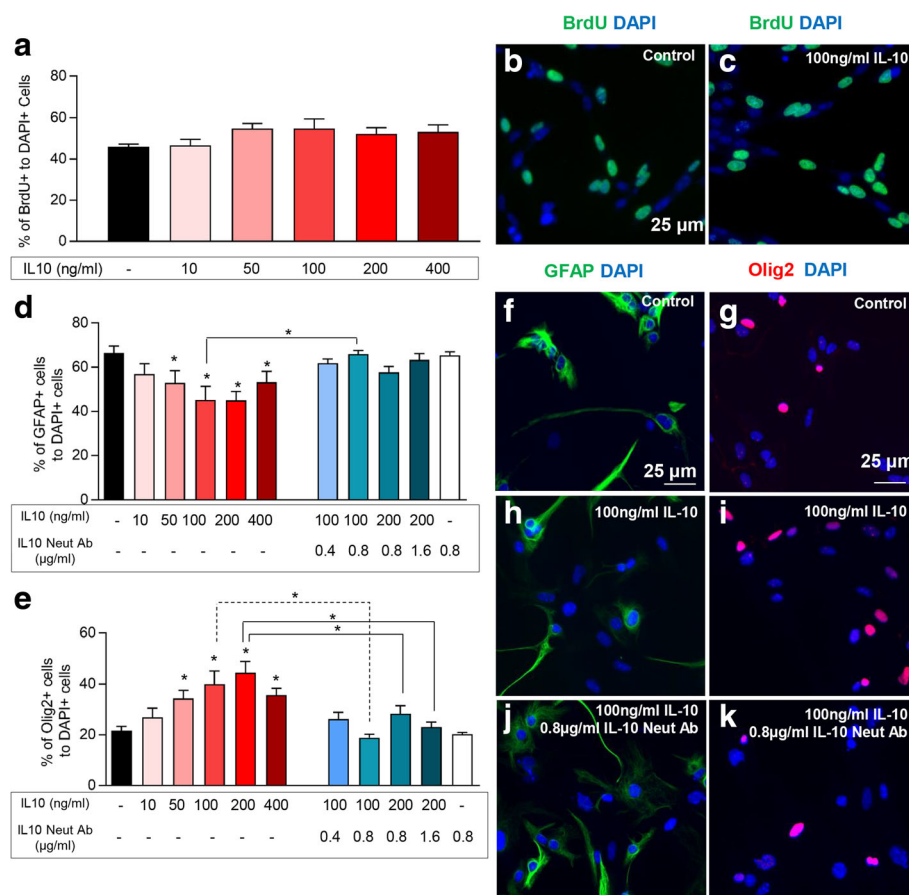 a
% of BrdU+ to DAPI+ Cells
80
60
40
20
0
IL10 (ng/ml) - 10 50 100 200 400
BrdU DAPI
b
Control
25 µm
BrdU DAPI
c
100ng/ml IL-10
d
% of GFAP+ cells
to DAPI+ cells
80
60
40
20
0
* * * * *
IL10 (ng/ml) - 10 50 100 200 400 100 100 200 200 -
IL10 Neut Ab - - - - - - 0.4 0.8 0.8 1.6 0.8
(µg/ml)
e
% of Olig2+ cells
to DAPI+ cells
60
40
20
0
* * * * * * *
IL10 (ng/ml) - 10 50 100 200 400 100 100 200 200 -
IL10 Neut Ab - - - - - - 0.4 0.8 0.8 1.6 0.8
(µg/ml)
GFAP DAPI
f
Control
25 µm
Olig2 DAPI
g
Control
25 µm
h
100ng/ml IL-10
i
100ng/ml IL-10
j
100ng/ml IL-10
0.8µg/ml IL-10 Neut Ab
k
100ng/ml IL-10
0.8µg/ml IL-10 Neut Ab